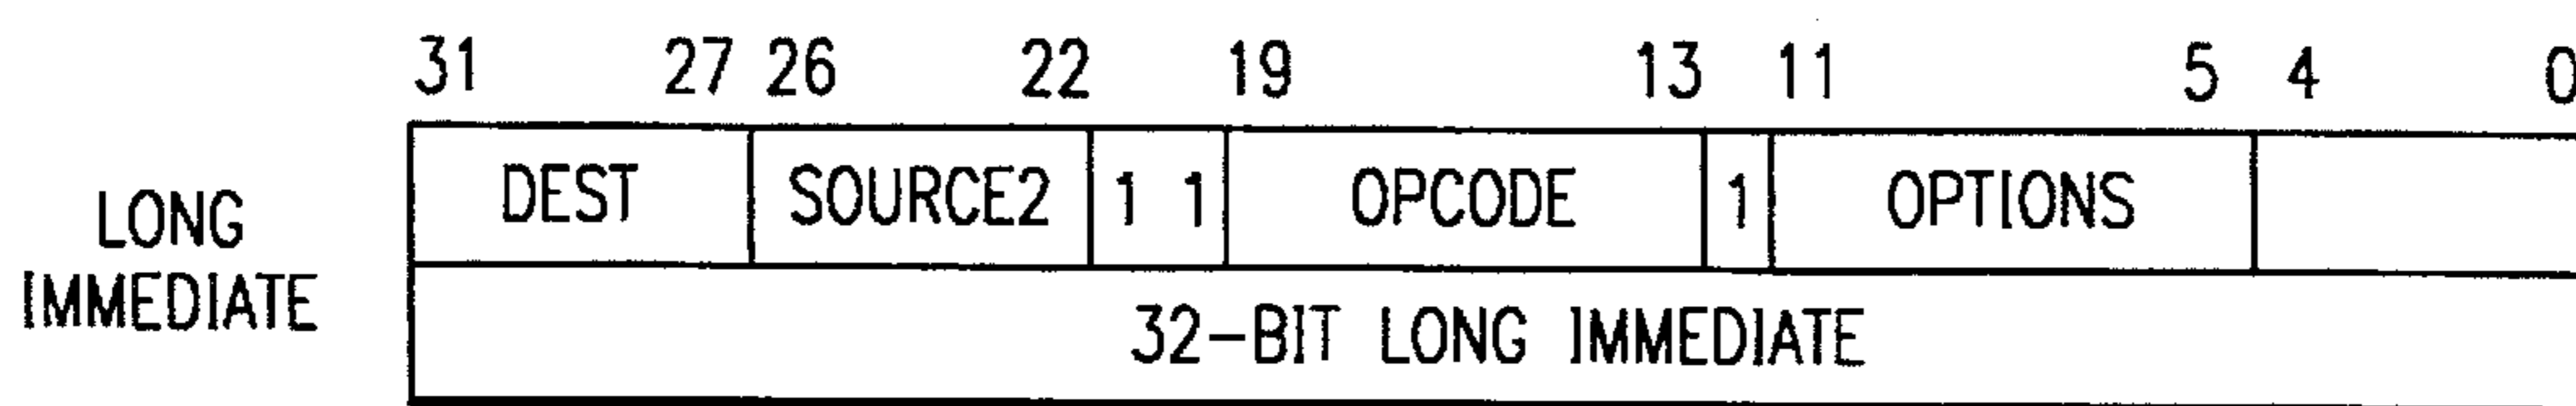 31 27 26 22 19 13 11 5 4 0
DEST SOURCE2 1 1 OPCODE 1 OPTIONS
LONG
IMMEDIATE
32-BIT LONG IMMEDIATE